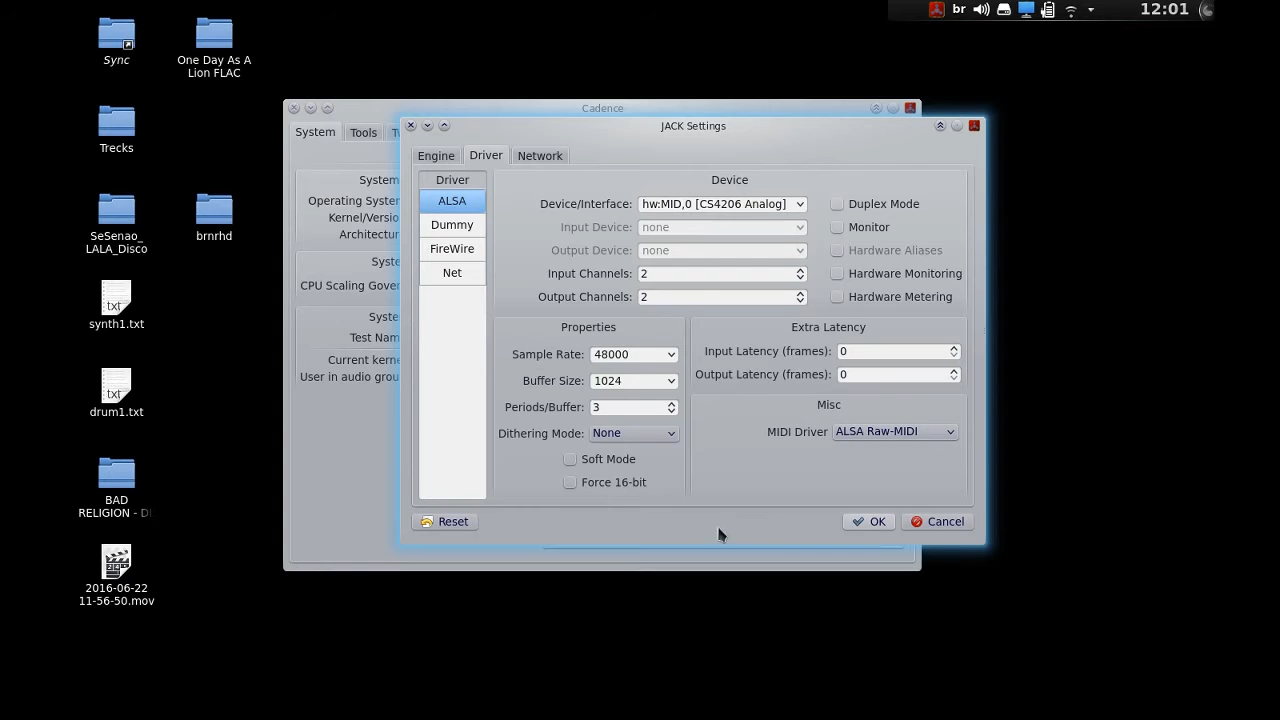 br
12:01
Sync
One Day As A
Lion FLAC
Trecks
SeSenao_
LALA_Disco
brnrhd
txt
synth1.txt
txt
drum1.txt
BAD
RELIGION - D
2016-06-22
11-56-50.mov
Cadence
System
Tools
System
Operating System
Kernel/Versio
Architectur
Syste
CPU Scaling Gover
Syste
Test Nam
Current kerne
User in audio grou
JACK Settings
Engine
Driver
Network
Driver
ALSA
Dummy
FireWire
Net
Device
Device/Interface:
hw:MID,0 [CS4206 Analog]
Duplex Mode
Input Device:
none
Monitor
Output Device:
none
Hardware Aliases
Input Channels:
2
Hardware Monitoring
Output Channels:
2
Hardware Metering
Properties
Sample Rate:
48000
Buffer Size:
1024
Periods/Buffer:
3
Dithering Mode:
None
Soft Mode
Force 16-bit
Extra Latency
Input Latency (frames):
0
Output Latency (frames):
0
Misc
MIDI Driver
ALSA Raw-MIDI
Reset
OK
Cancel